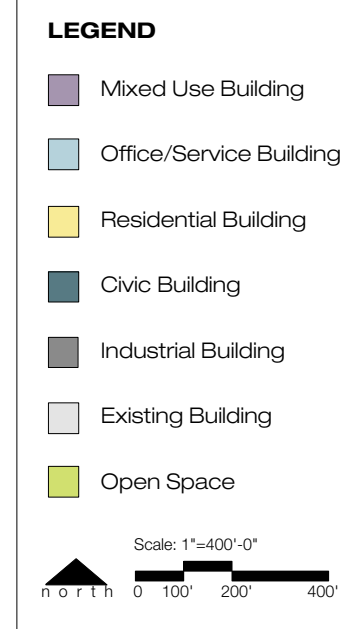 LEGEND
Mixed Use Building
Office/Service Building
Residential Building
Civic Building
Industrial Building
Existing Building
Open Space
Scale: 1"=400'-0"
north 0 100' 200' 400'